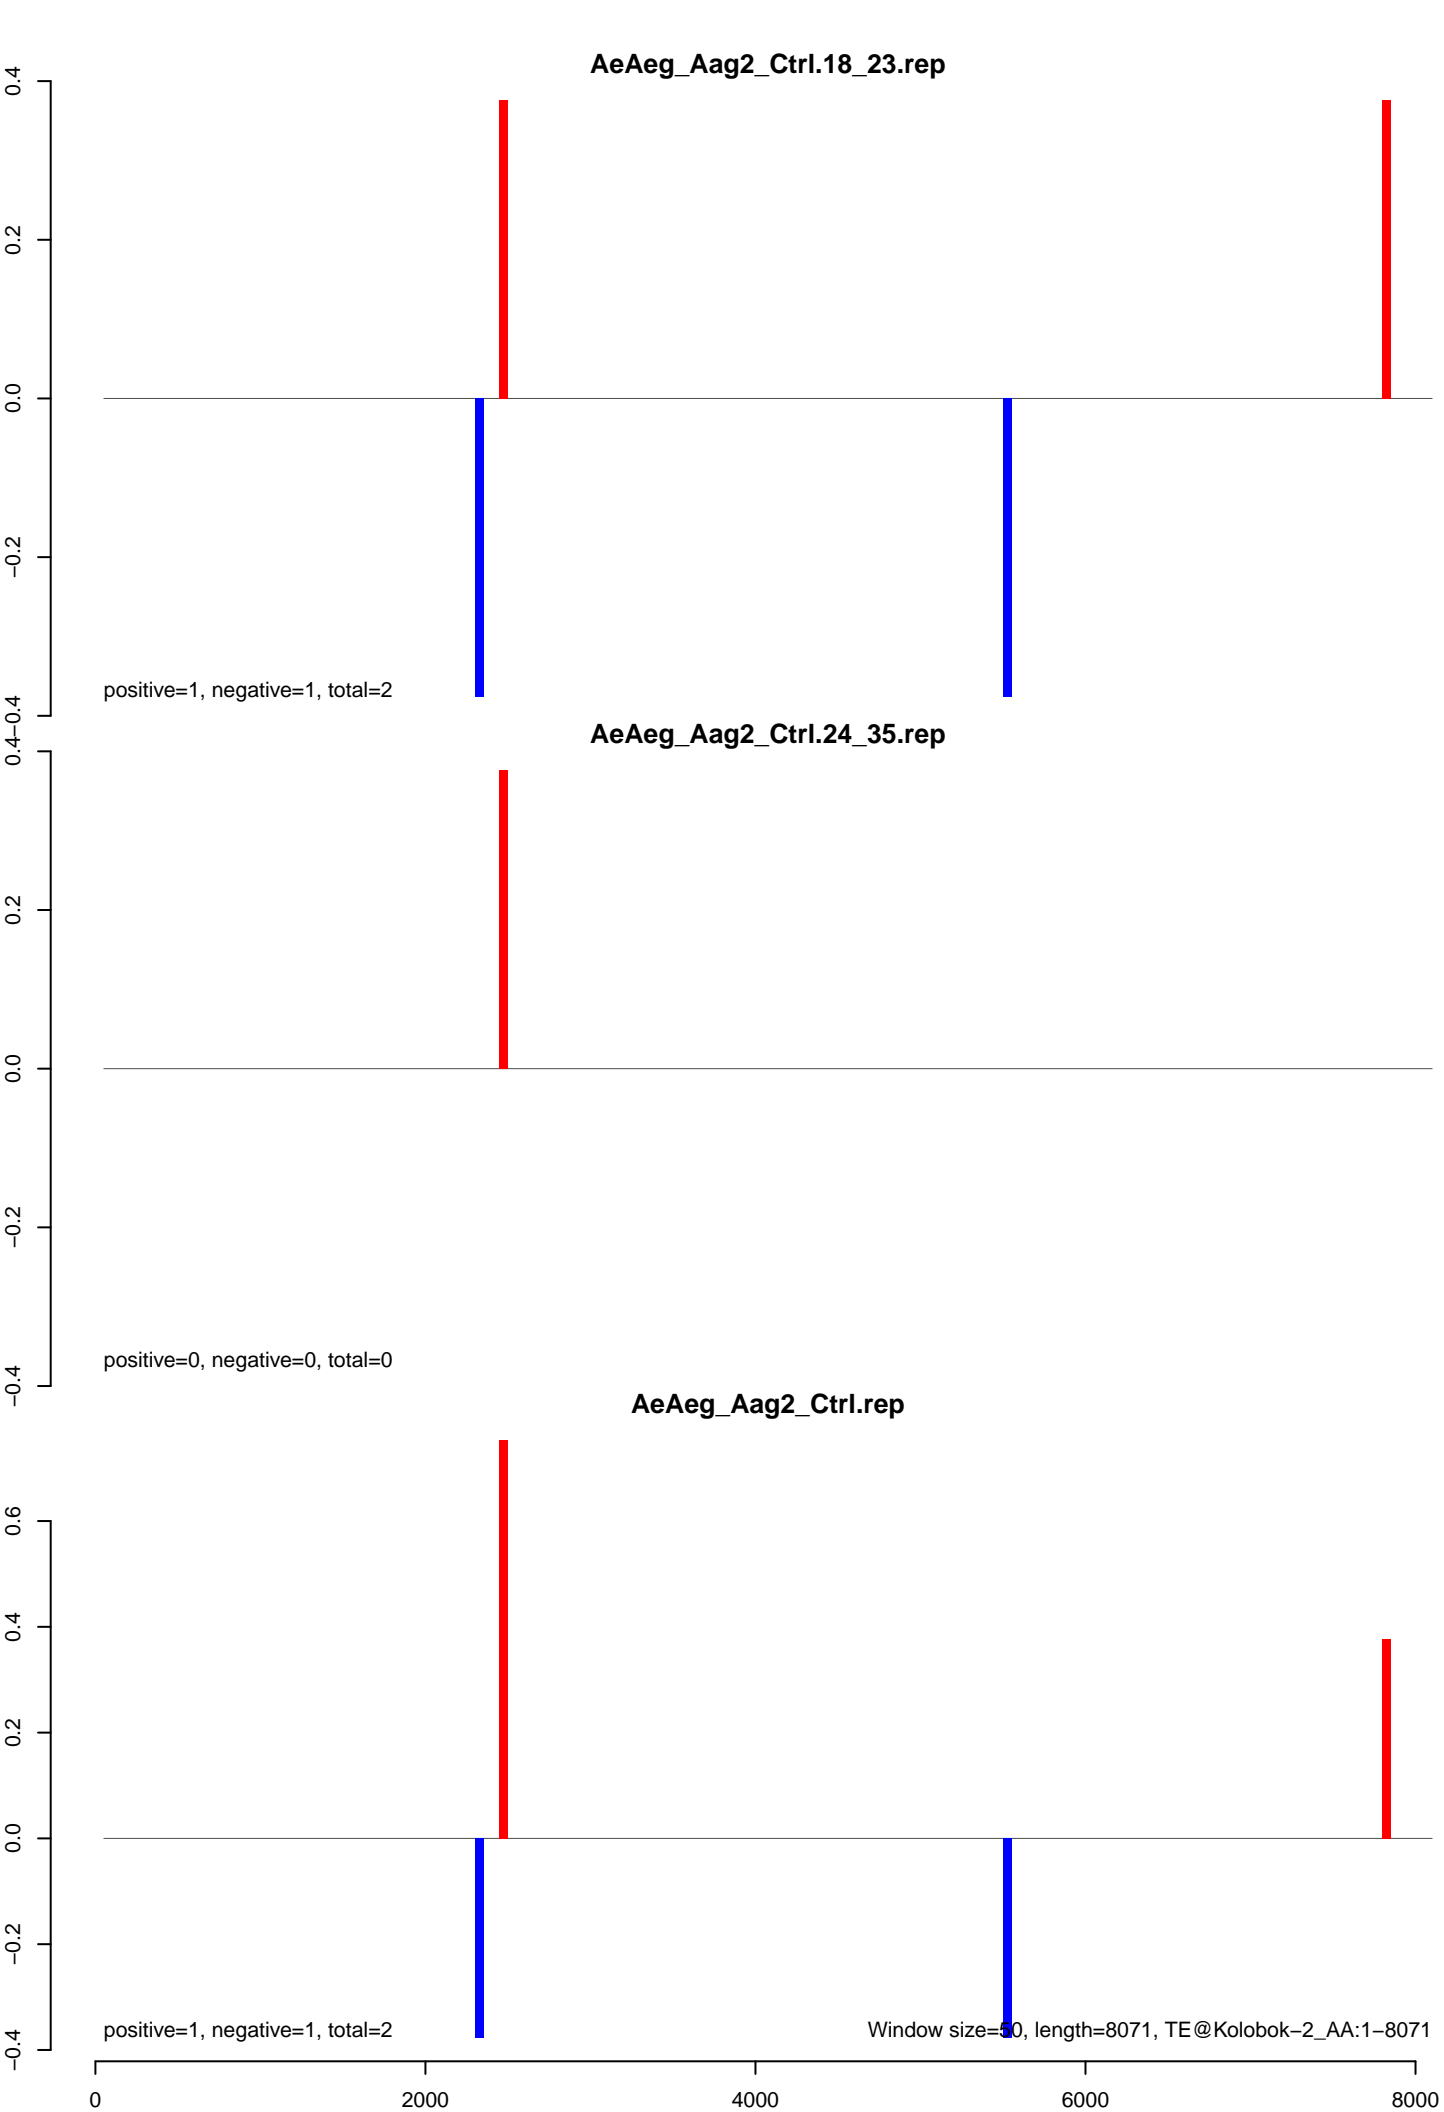 AeAeg_Aag2_Ctrl.18_23.rep
0.4
0.2
0.0
−0.2
−0.4
positive=1, negative=1, total=2
AeAeg_Aag2_Ctrl.24_35.rep
0.4
0.2
0.0
−0.2
−0.4
positive=0, negative=0, total=0
AeAeg_Aag2_Ctrl.rep
0.6
0.4
0.2
0.0
−0.2
−0.4
positive=1, negative=1, total=2
Window size=50, length=8071, TE@Kolobok−2_AA:1−8071
0 2000 4000 6000 8000